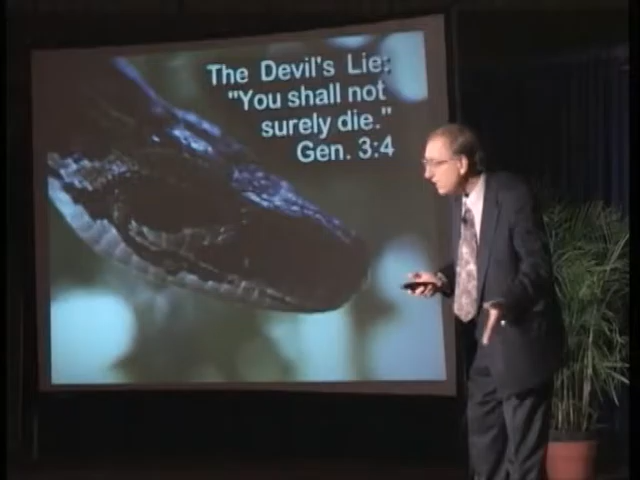 The Devil's Lie:
"You shall not
surely die."
Gen. 3:4